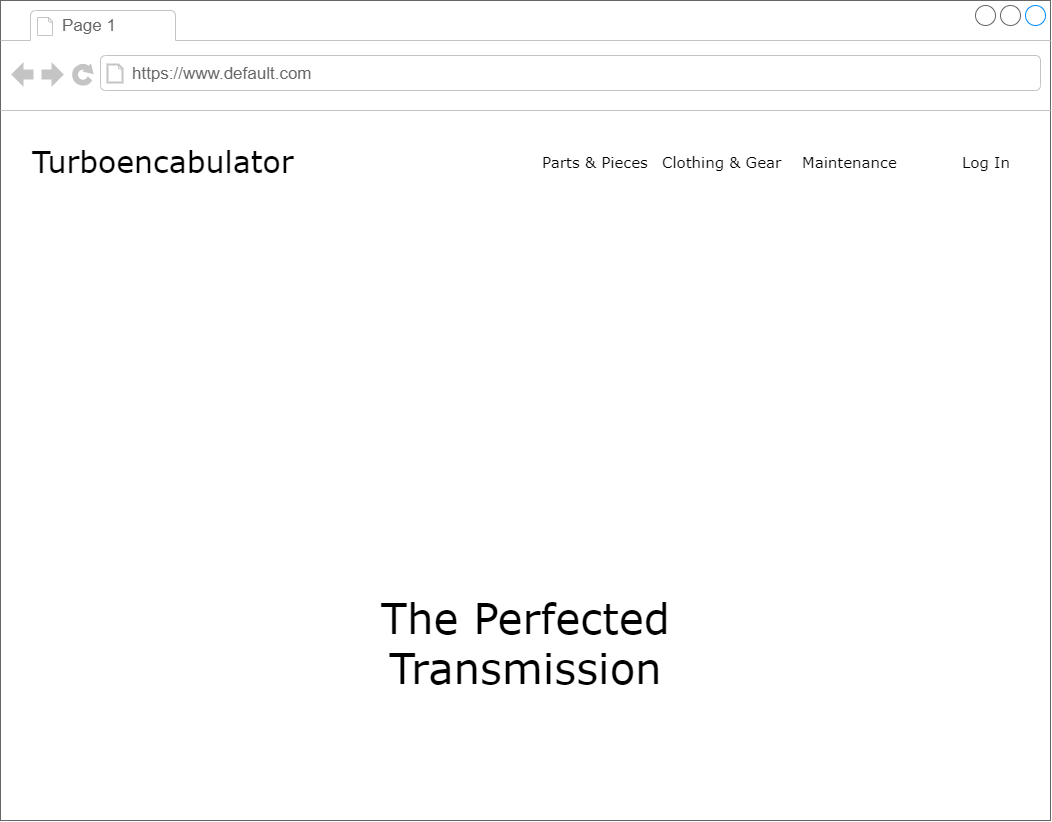 Page 1
https://www.default.com
Turboencabulator
Parts & Pieces Clothing & Gear Maintenance Log In
The Perfected
Transmission